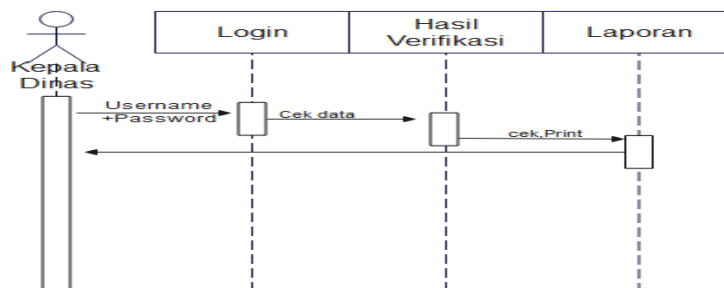 Login
Hasil
Verifikasi
Laporan
Kepala
Dinas
Username
+Password
Cek data
cek,Print